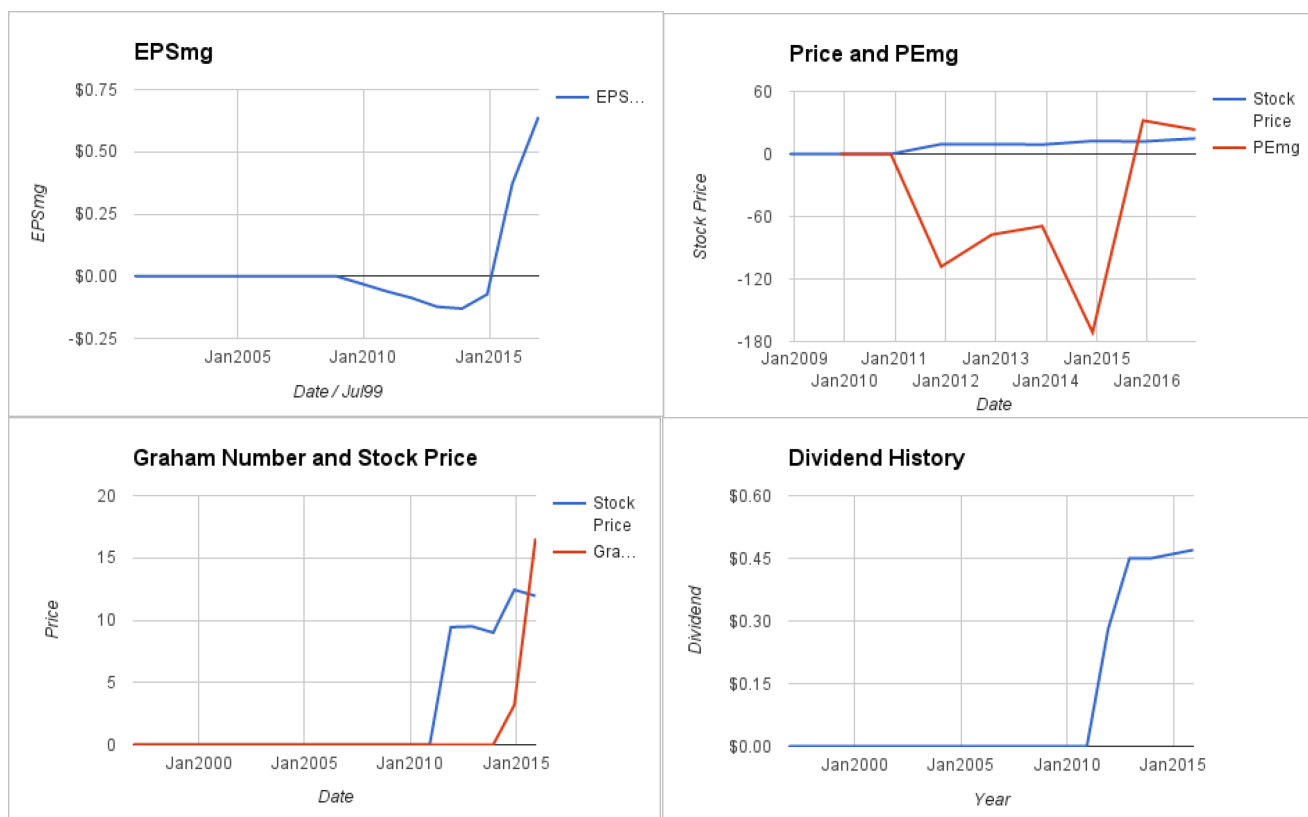 EPSmg
$0.75
$0.50
$0.25
$0.00
-$0.25
EPSmg
Jan2005
Jan2010
Jan2015
Date / Jul99
EPS…
Price and PEmg
60
0
-60
-120
-180
Stock Price
Jan2009
Jan2011
Jan2013
Jan2015
Jan2010
Jan2012
Jan2014
Jan2016
Date
Stock
Price
PEmg
Graham Number and Stock Price
20
15
10
5
0
Price
Jan2000
Jan2005
Jan2010
Jan2015
Date
Stock
Price
Gra…
Dividend History
$0.60
$0.45
$0.30
$0.15
$0.00
Dividend
Jan2000
Jan2005
Jan2010
Jan2015
Year